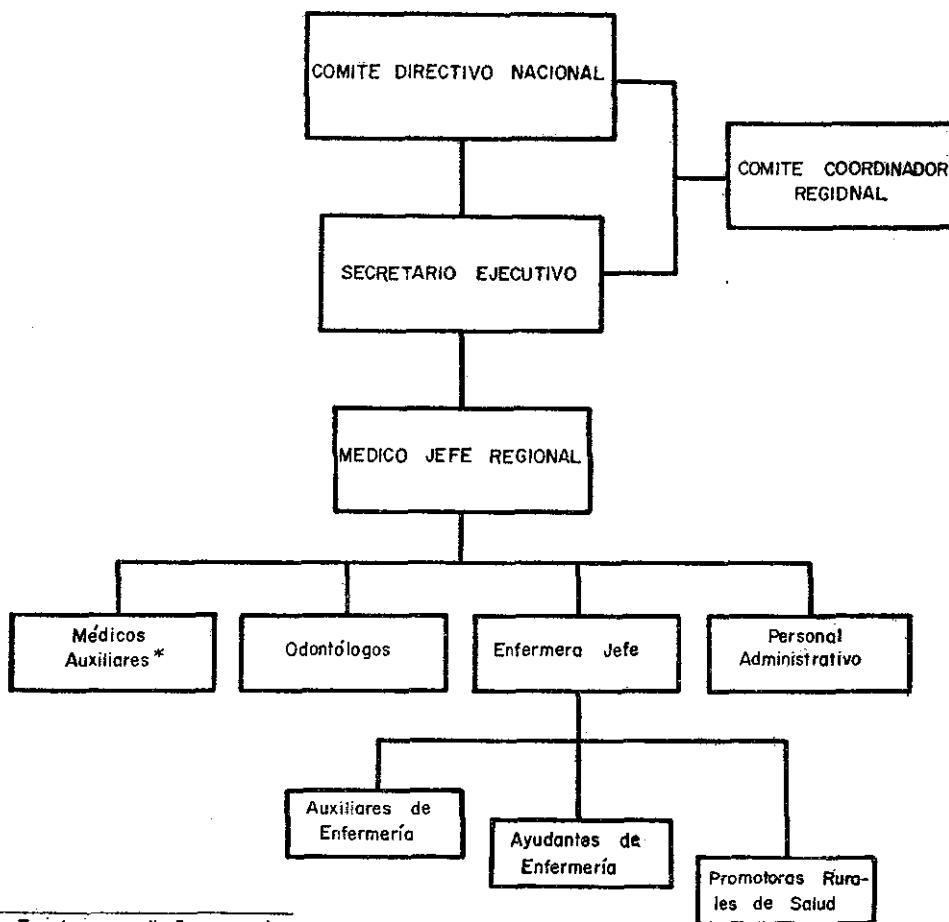 COMITE DIRECTIVO NACIONAL
COMITE COORDINADOR
REGIDNAL
SECRETARIO EJECUTIVO
MEDICO JEFE REGIONAL
Médicos
Auxiliares*
Odontólogos
Enfermera Jefe
Personal
Administrativo
Auxiliares de
Enfermería
Ayudantes de
Enfermería
Promotoras Rura-
les de Salud